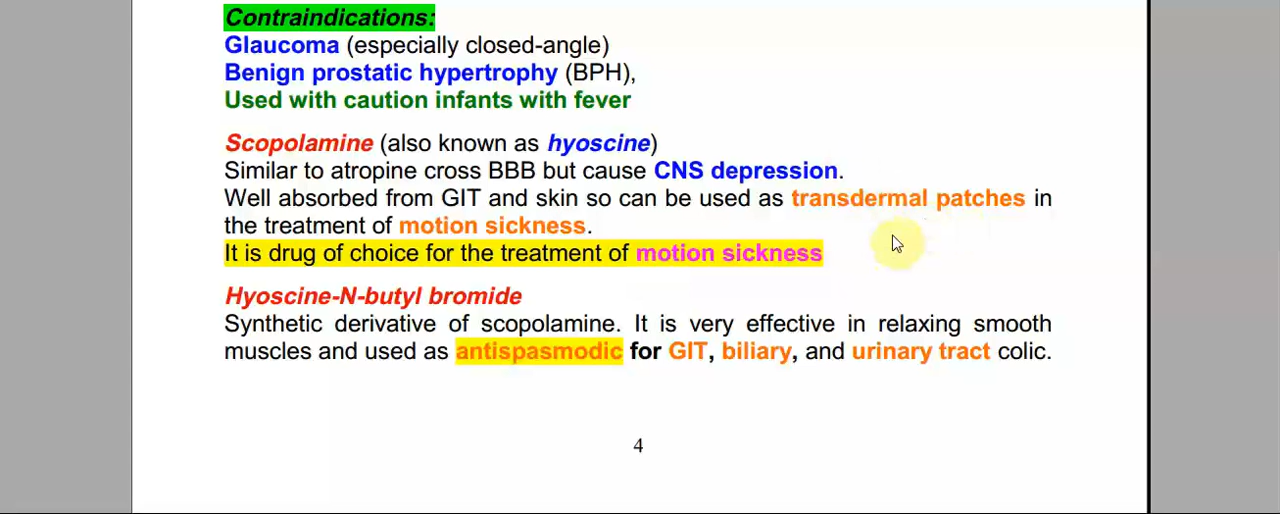 Contraindications:
Glaucoma (especially closed-angle)
Benign prostatic hypertrophy (BPH),
Used with caution infants with fever
Scopolamine (also known as hyoscine)
Similar to atropine cross BBB but cause CNS depression.
Well absorbed from GIT and skin so can be used as transdermal patches in
the treatment of motion sickness.
It is drug of choice for the treatment of motion sickness
Hyoscine-N-butyl bromide
Synthetic derivative of scopolamine. It is very effective in relaxing smooth
muscles and used as antispasmodic for GIT, biliary, and urinary tract colic.
4